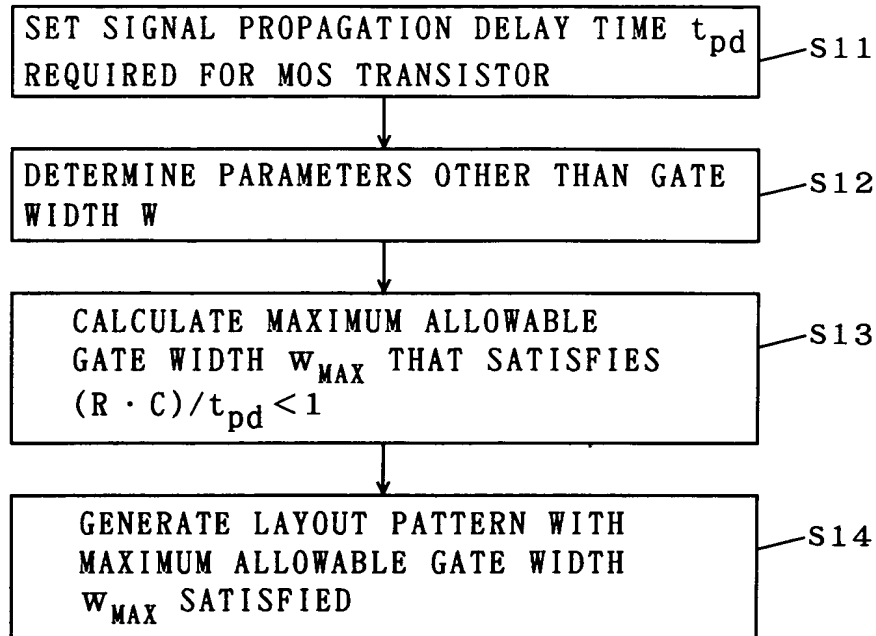 SET SIGNAL PROPAGATION DELAY TIME tpd
REQUIRED FOR MOS TRANSISTOR
S11
DETERMINE PARAMETERS OTHER THAN GATE
WIDTH W
S12
CALCULATE MAXIMUM ALLOWABLE
GATE WIDTH WMAX THAT SATISFIES
(R · C)/tpd < 1
S13
GENERATE LAYOUT PATTERN WITH
MAXIMUM ALLOWABLE GATE WIDTH
WMAX SATISFIED
S14